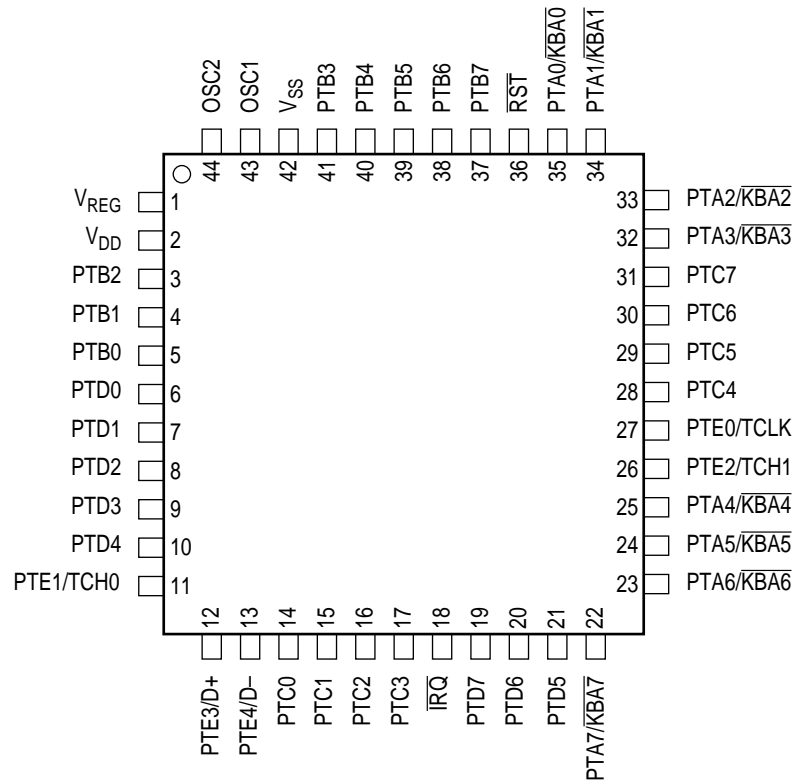 OSC2
OSC1
VSS
PTB3
PTB4
PTB5
PTB6
PTB7
RST
PTA0/KBA0
PTA1/KBA1
44
43
42
41
40
39
38
37
36
35
34
VREG 1
VDD 2
PTB2 3
PTB1 4
PTB0 5
PTD0 6
PTD1 7
PTD2 8
PTD3 9
PTD4 10
PTE1/TCH0 11
33 PTA2/KBA2
32 PTA3/KBA3
31 PTC7
30 PTC6
29 PTC5
28 PTC4
27 PTE0/TCLK
26 PTE2/TCH1
25 PTA4/KBA4
24 PTA5/KBA5
23 PTA6/KBA6
12
13
14
15
16
17
18
19
20
21
22
PTE3/D+
PTE4/D–
PTC0
PTC1
PTC2
PTC3
IRQ
PTD7
PTD6
PTD5
PTA7/KBA7